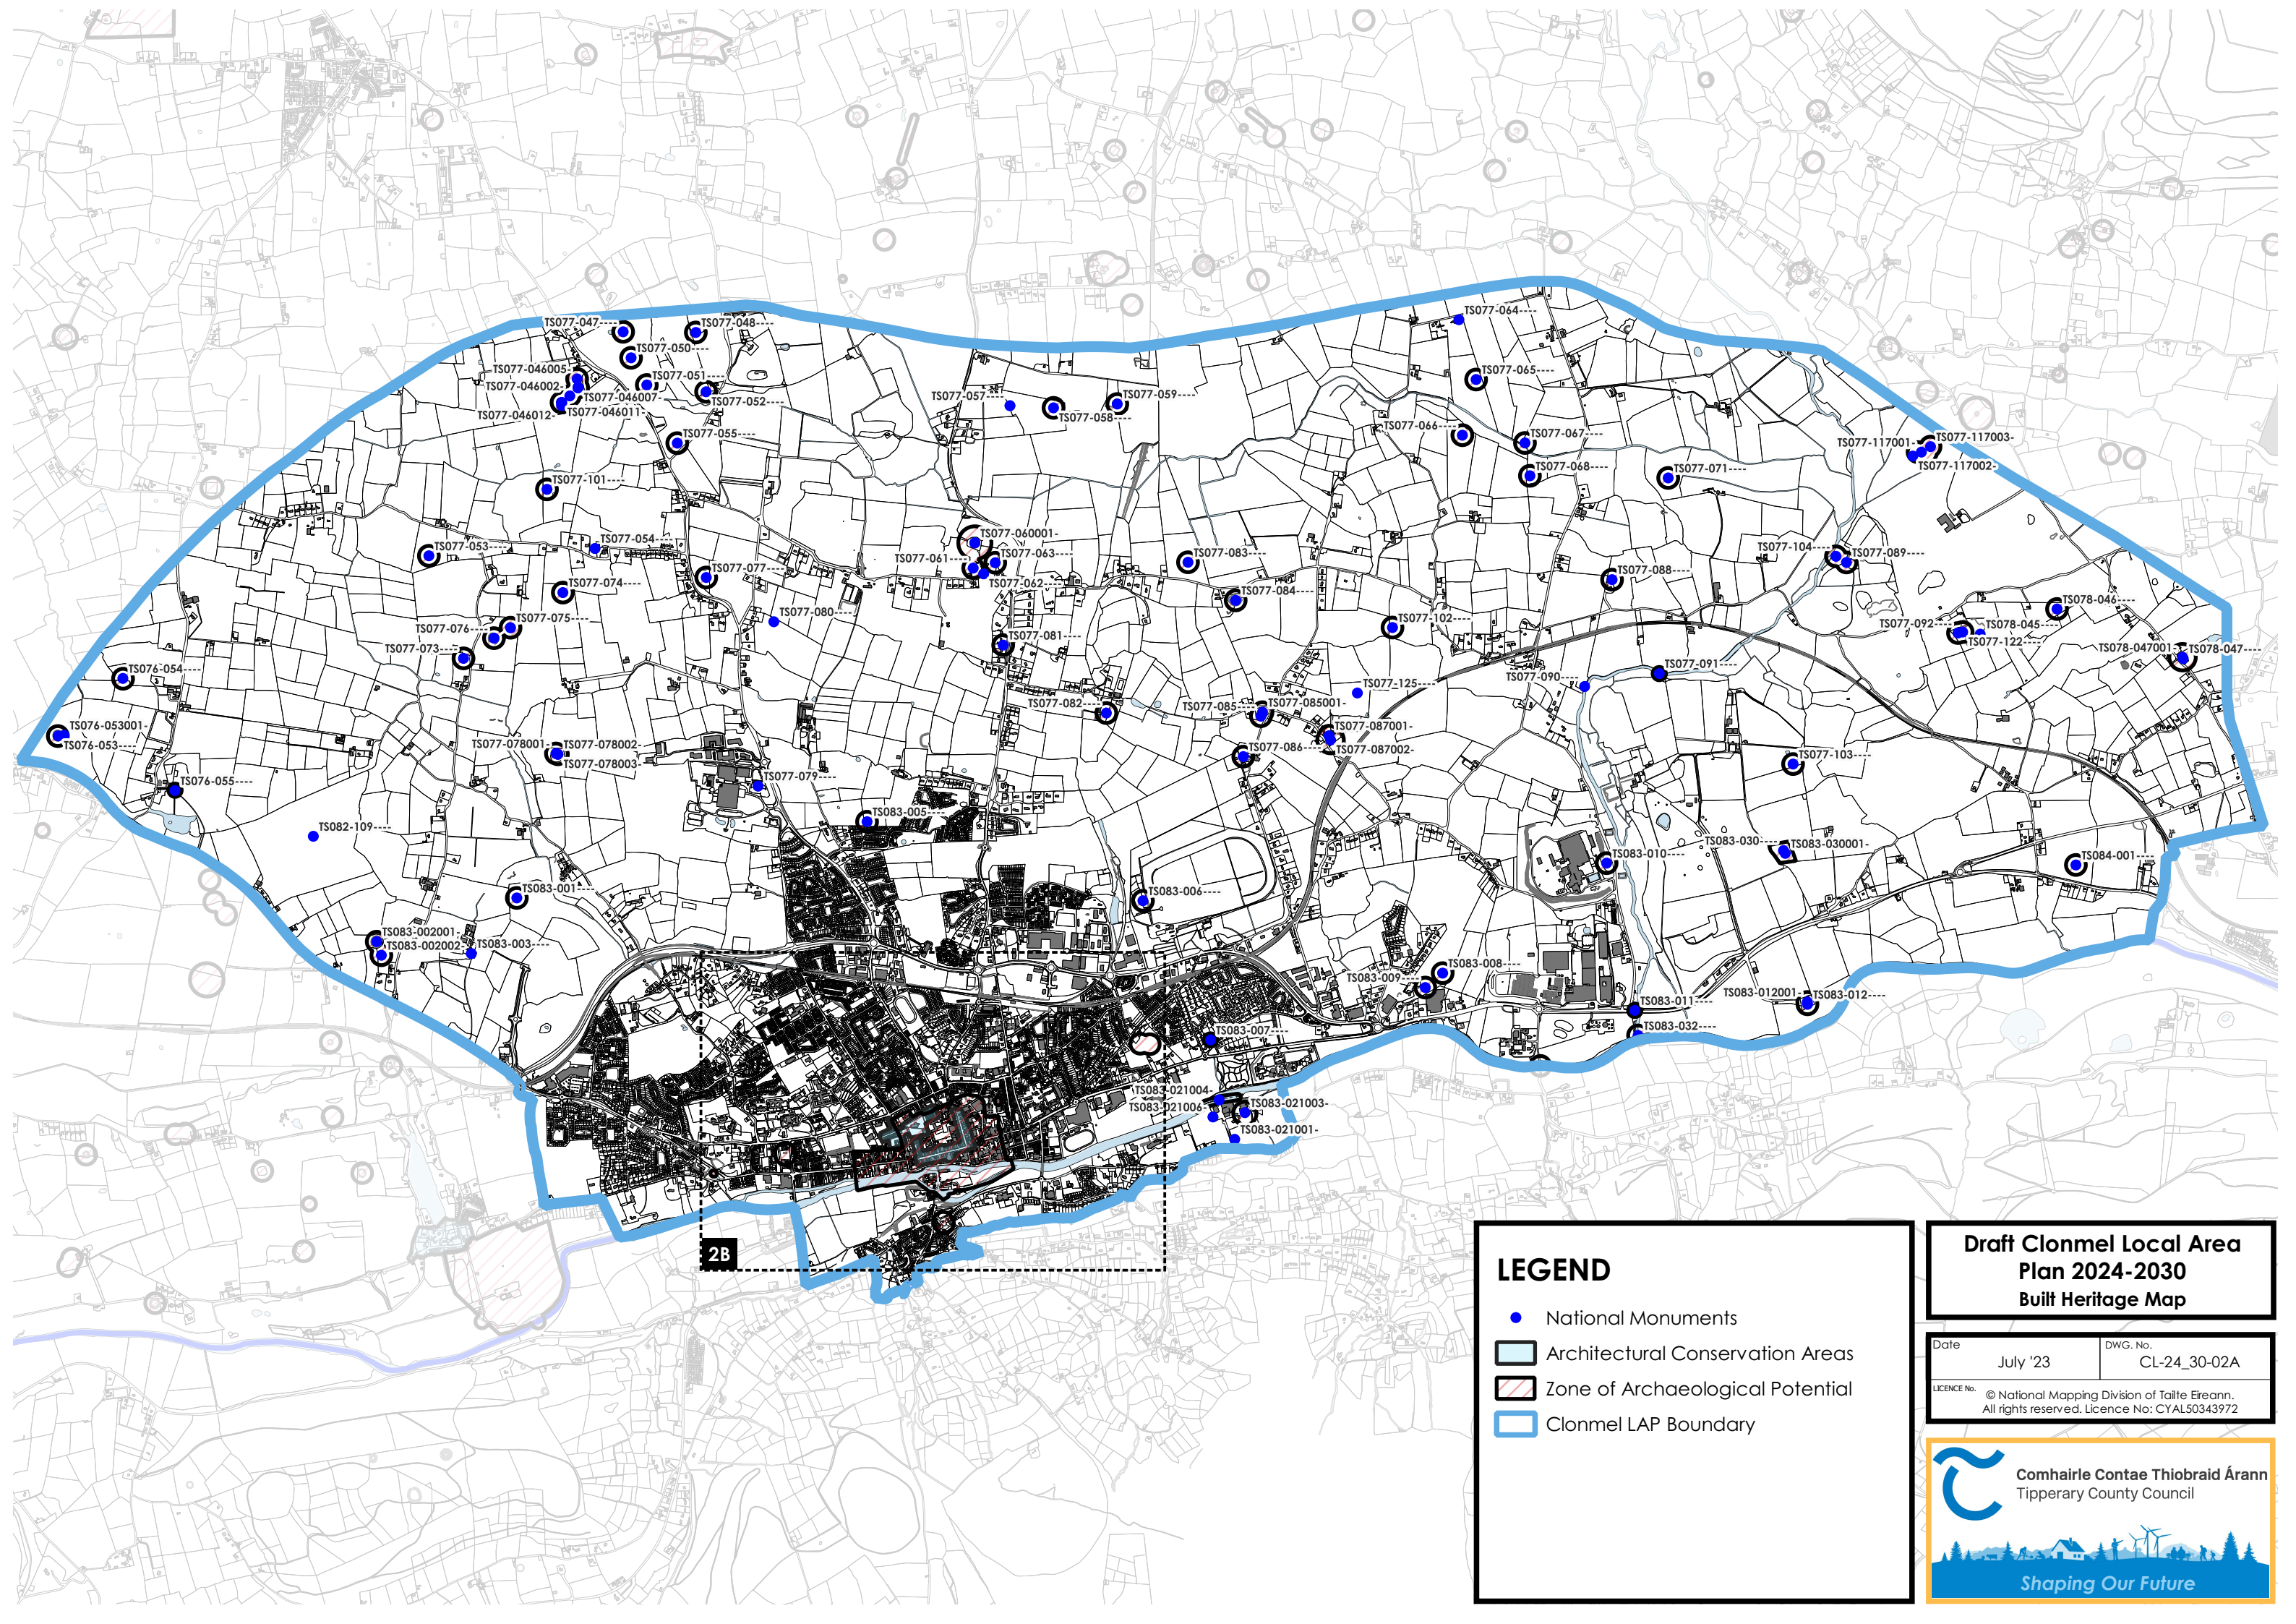 TS077-047----
TS077-048----
TS077-050----
TS077-046005-
TS077-051----
TS077-046002-
TS077-046007-
TS077-052----
TS077-046012-
TS077-046011-
TS077-055----
TS077-101----
TS077-057----
TS077-058----
TS077-059----
TS077-064----
TS077-065----
TS077-066----
TS077-067----
TS077-068----
TS077-071----
TS077-117001-
TS077-117003-
TS077-117002-
TS077-053----
TS077-054----
TS077-074----
TS077-077----
TS077-060001-
TS077-061----
TS077-063----
TS077-062----
TS077-083----
TS077-084----
TS077-104----
TS077-089----
TS077-088----
TS077-076----
TS077-075----
TS077-073----
TS077-080----
TS077-081----
TS077-102----
TS078-046----
TS077-092----
TS078-045----
TS077-122----
TS078-047001-
TS078-047----
TS076-054----
TS077-082----
TS077-125----
TS077-090----
TS077-091----
TS077-085----
TS077-085001-
TS076-053001-
TS076-053----
TS077-078001-
TS077-078002-
TS077-078003-
TS077-087001-
TS077-087002-
TS077-086----
TS077-103----
TS076-055----
TS077-079----
TS082-109----
TS083-005----
TS083-010----
TS083-030----
TS083-030001-
TS084-001----
TS083-001----
TS083-006----
TS083-002001-
TS083-002002-
TS083-003----
TS083-008----
TS083-009----
TS083-011----
TS083-012001-
TS083-012----
TS083-007----
TS083-032----
TS083-021004-
TS083-021006-
TS083-021003-
TS083-021001-
2B
LEGEND
National Monuments
Architectural Conservation Areas
Zone of Archaeological Potential
Clonmel LAP Boundary
Draft Clonmel Local Area
Plan 2024-2030
Built Heritage Map
Date
July '23
DWG. No.
CL-24_30-02A
LICENCE No.
© National Mapping Division of Tailte Eireann.
All rights reserved. Licence No: CYAL50343972
Comhairle Contae Thiobraid Árann
Tipperary County Council
Shaping Our Future